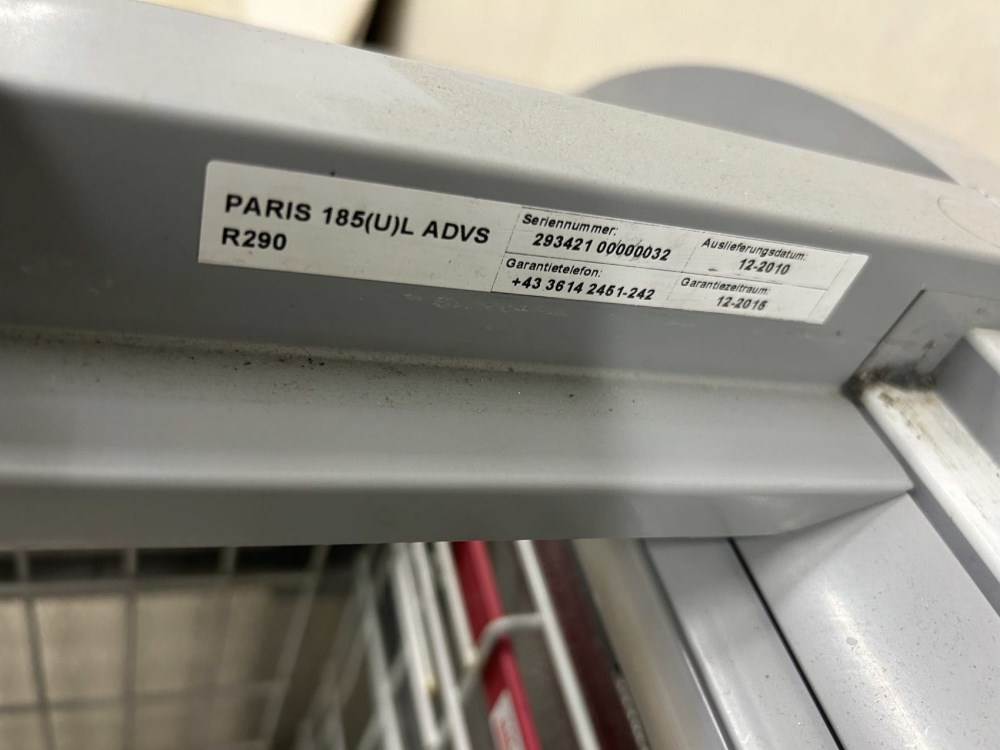 PARIS 185(U)L ADVS
R290
Seriennummer:
293421 00000032
Auslieferungsdatum:
12-2010
Garantietelefon:
+43 3614 2451-242
Garantiezeitraum:
12-2015